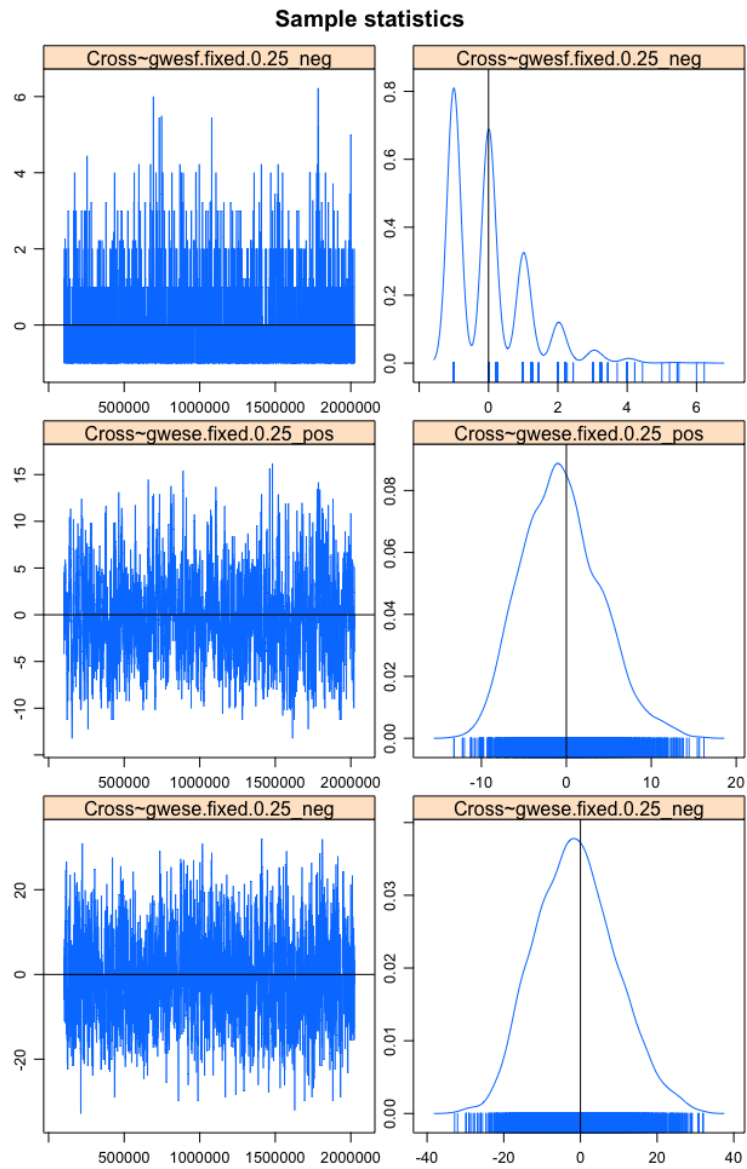 Sample statistics
Cross~gwesf.fixed.0.25_neg
Cross~gwesf.fixed.0.25_neg
6
4
2
0
500000 1000000 1500000 2000000
0.8
0.6
0.4
0.2
0.0
0 2 4 6
Cross~gwese.fixed.0.25_pos
Cross~gwese.fixed.0.25_pos
15
10
5
0
-5
-10
500000 1000000 1500000 2000000
0.08
0.06
0.04
0.02
0.00
-10 0 10 20
Cross~gwese.fixed.0.25_neg
Cross~gwese.fixed.0.25_neg
20
0
-20
500000 1000000 1500000 2000000
0.03
0.02
0.01
0.00
-40 -20 0 20 40